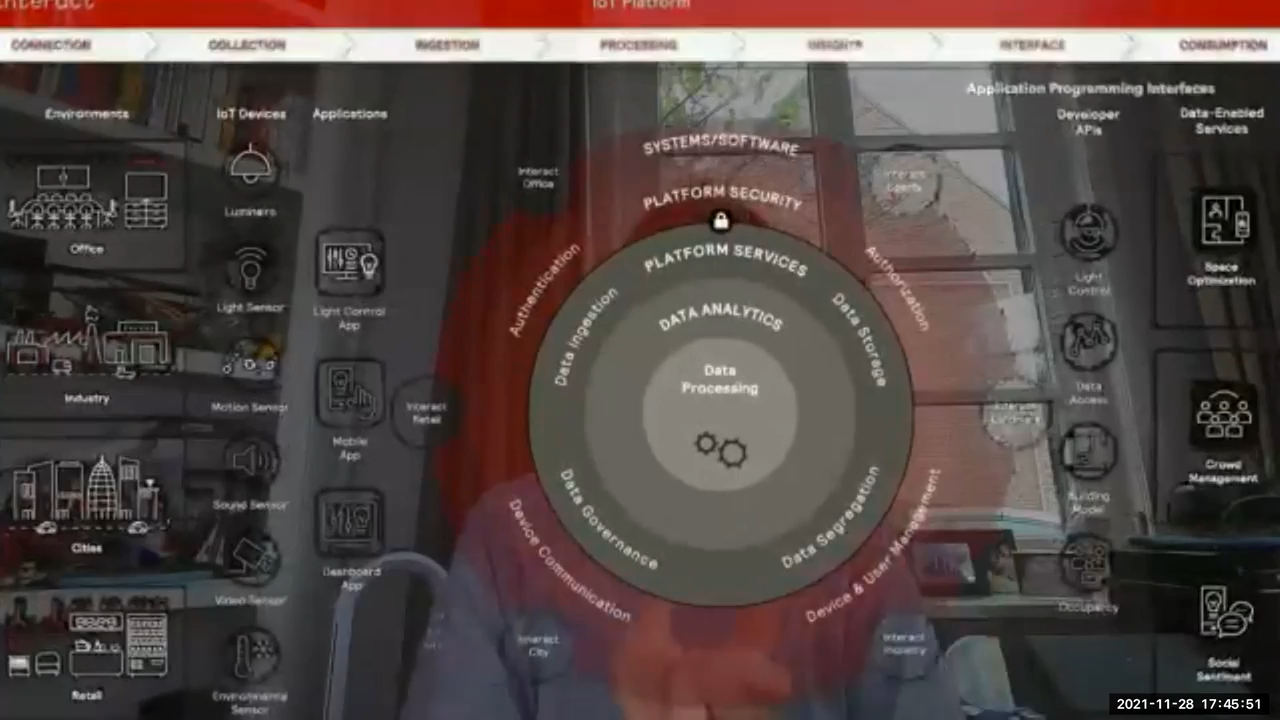 Interact
IoT Platform
CONNECTION
COLLECTION
INGESTION
PROCESSING
INSIGHTS
INTERFACE
CONSUMPTION
Application Programming Interfaces
Environments
IoT Devices
Applications
Developer
APIs
Data-Enabled
Services
SYSTEMS/SOFTWARE
PLATFORM SECURITY
PLATFORM SERVICES
DATA ANALYTICS
Data
Processing
Authentication
Authorization
Data Ingestion
Data Storage
Data Governance
Data Segregation
Device Communication
Device & User Management
Interact
Office
Interact
Sports
Interact
Retail
Interact
Landmark
Interact
City
Interact
Industry
Office
Industry
Cities
Retail
Luminaire
Light Sensor
Motion Sensor
Sound Sensor
Video Sensor
Environmental
Sensor
Light Control
App
Mobile
App
Dashboard
App
Light
Control
Data
Access
Building
Model
Occupancy
Space
Optimization
Crowd
Management
Social
Sentiment
2021-11-28 17:45:51